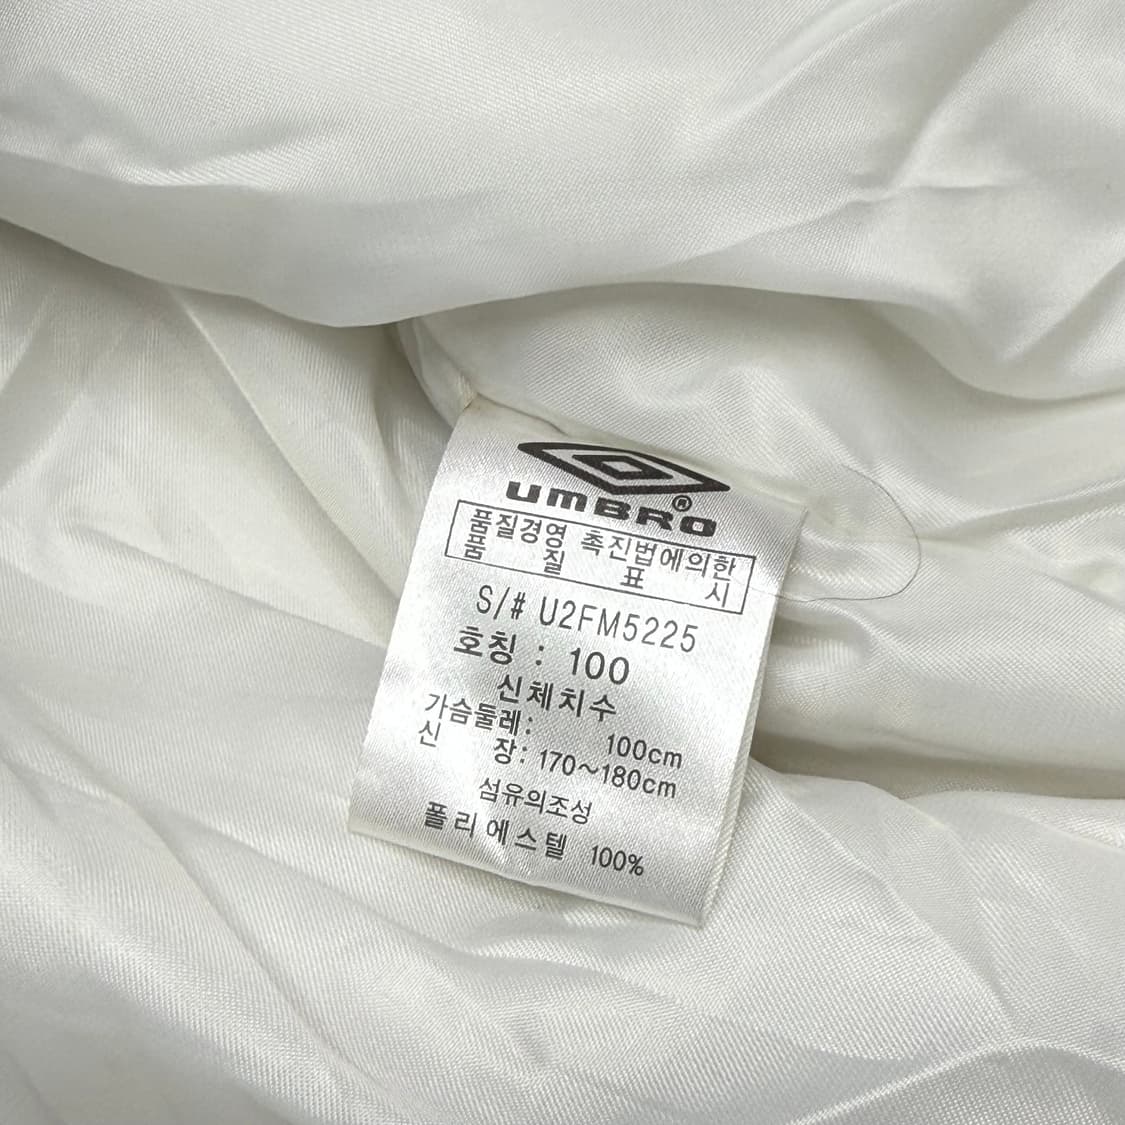 UMBRO®
품질경영 촉진법에의한
품 질 표 시
S/# U2FM5225
호칭 : 100
신체치수
가슴둘레: 100cm
신 장: 170~180cm
섬유의조성
폴리에스텔 100%